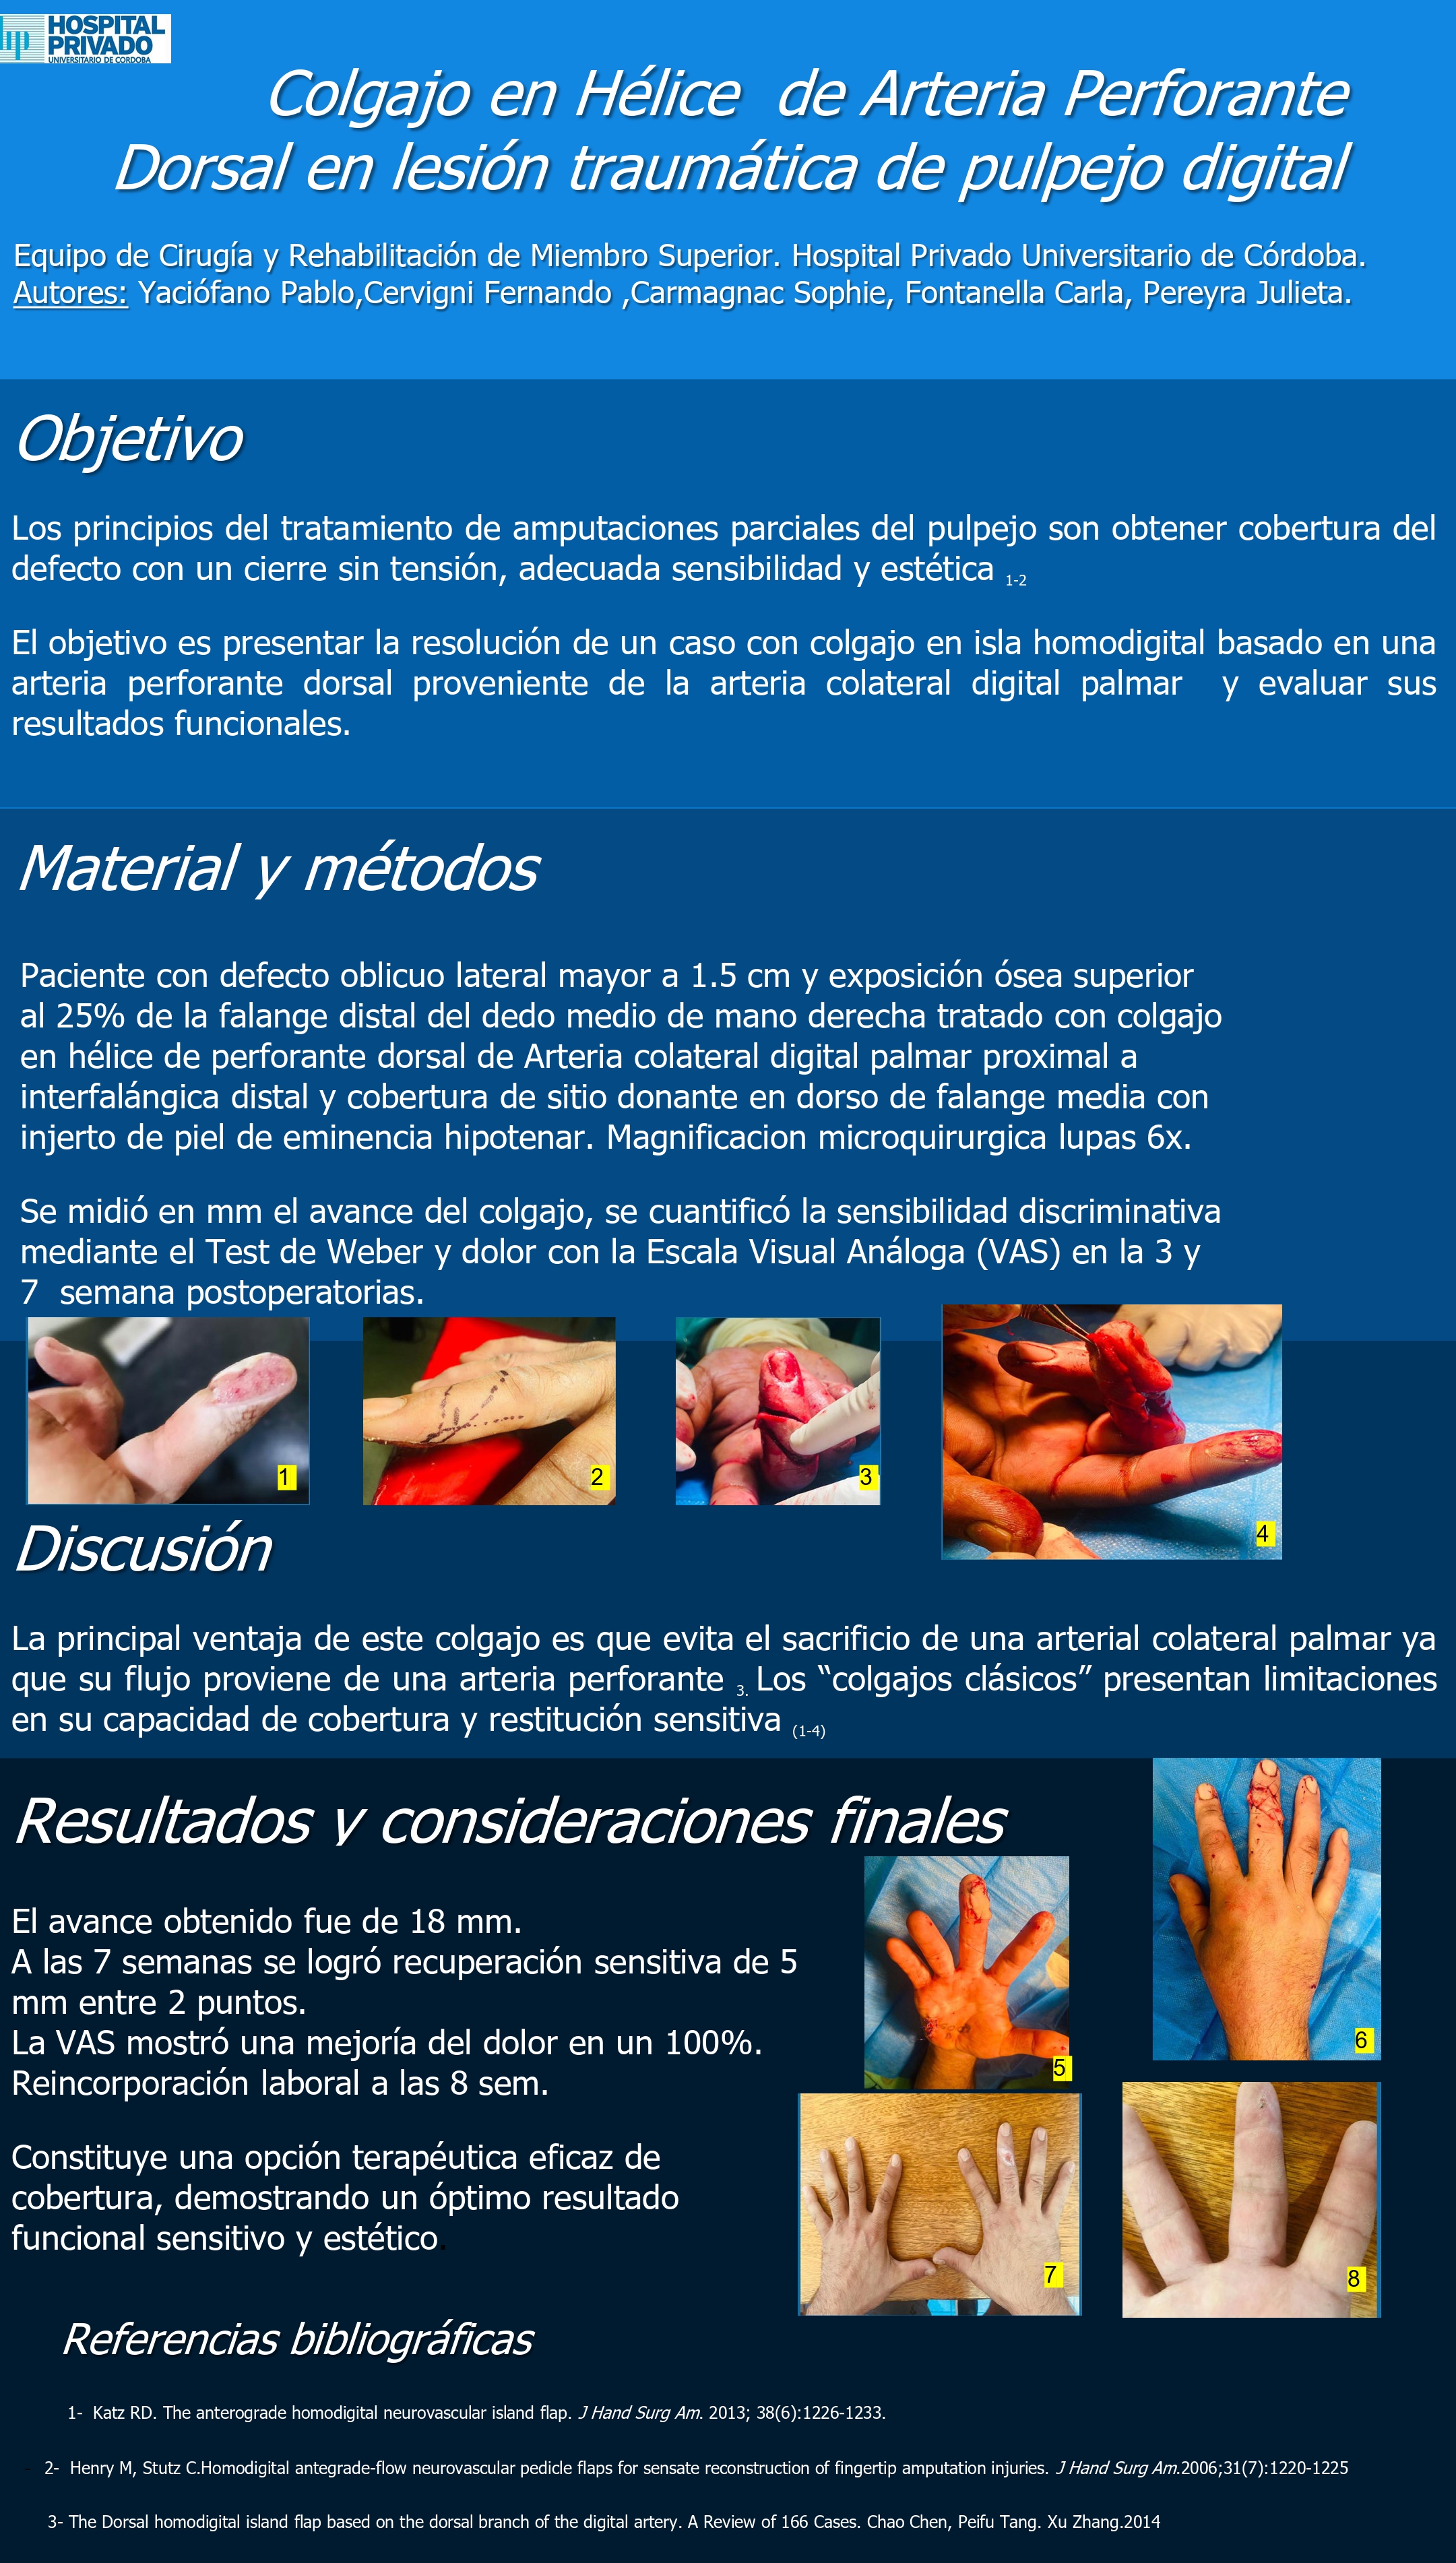 HOSPITAL
PRIVADO
UNIVERSITARIO DE CORDOBA
Colgajo en Hélice de Arteria Perforante
Dorsal en lesión traumática de pulpejo digital
Equipo de Cirugía y Rehabilitación de Miembro Superior. Hospital Privado Universitario de Córdoba.
Autores: Yaciófano Pablo,Cervigni Fernando ,Carmagnac Sophie, Fontanella Carla, Pereyra Julieta.
Objetivo
Los principios del tratamiento de amputaciones parciales del pulpejo son obtener cobertura del
defecto con un cierre sin tensión, adecuada sensibilidad y estética 1-2
El objetivo es presentar la resolución de un caso con colgajo en isla homodigital basado en una
arteria perforante dorsal proveniente de la arteria colateral digital palmar y evaluar sus
resultados funcionales.
Material y métodos
Paciente con defecto oblicuo lateral mayor a 1.5 cm y exposición ósea superior
al 25% de la falange distal del dedo medio de mano derecha tratado con colgajo
en hélice de perforante dorsal de Arteria colateral digital palmar proximal a
interfalángica distal y cobertura de sitio donante en dorso de falange media con
injerto de piel de eminencia hipotenar. Magnificacion microquirurgica lupas 6x.
Se midió en mm el avance del colgajo, se cuantificó la sensibilidad discriminativa
mediante el Test de Weber y dolor con la Escala Visual Análoga (VAS) en la 3 y
7 semana postoperatorias.
1
2
3
4
Discusión
La principal ventaja de este colgajo es que evita el sacrificio de una arterial colateral palmar ya
que su flujo proviene de una arteria perforante 3. Los “colgajos clásicos” presentan limitaciones
en su capacidad de cobertura y restitución sensitiva (1-4)
Resultados y consideraciones finales
El avance obtenido fue de 18 mm.
A las 7 semanas se logró recuperación sensitiva de 5
mm entre 2 puntos.
La VAS mostró una mejoría del dolor en un 100%.
Reincorporación laboral a las 8 sem.
Constituye una opción terapéutica eficaz de
cobertura, demostrando un óptimo resultado
funcional sensitivo y estético.
5
6
7
8
Referencias bibliográficas
1- Katz RD. The anterograde homodigital neurovascular island flap. J Hand Surg Am. 2013; 38(6):1226-1233.
2- Henry M, Stutz C.Homodigital antegrade-flow neurovascular pedicle flaps for sensate reconstruction of fingertip amputation injuries. J Hand Surg Am.2006;31(7):1220-1225
3- The Dorsal homodigital island flap based on the dorsal branch of the digital artery. A Review of 166 Cases. Chao Chen, Peifu Tang. Xu Zhang.2014